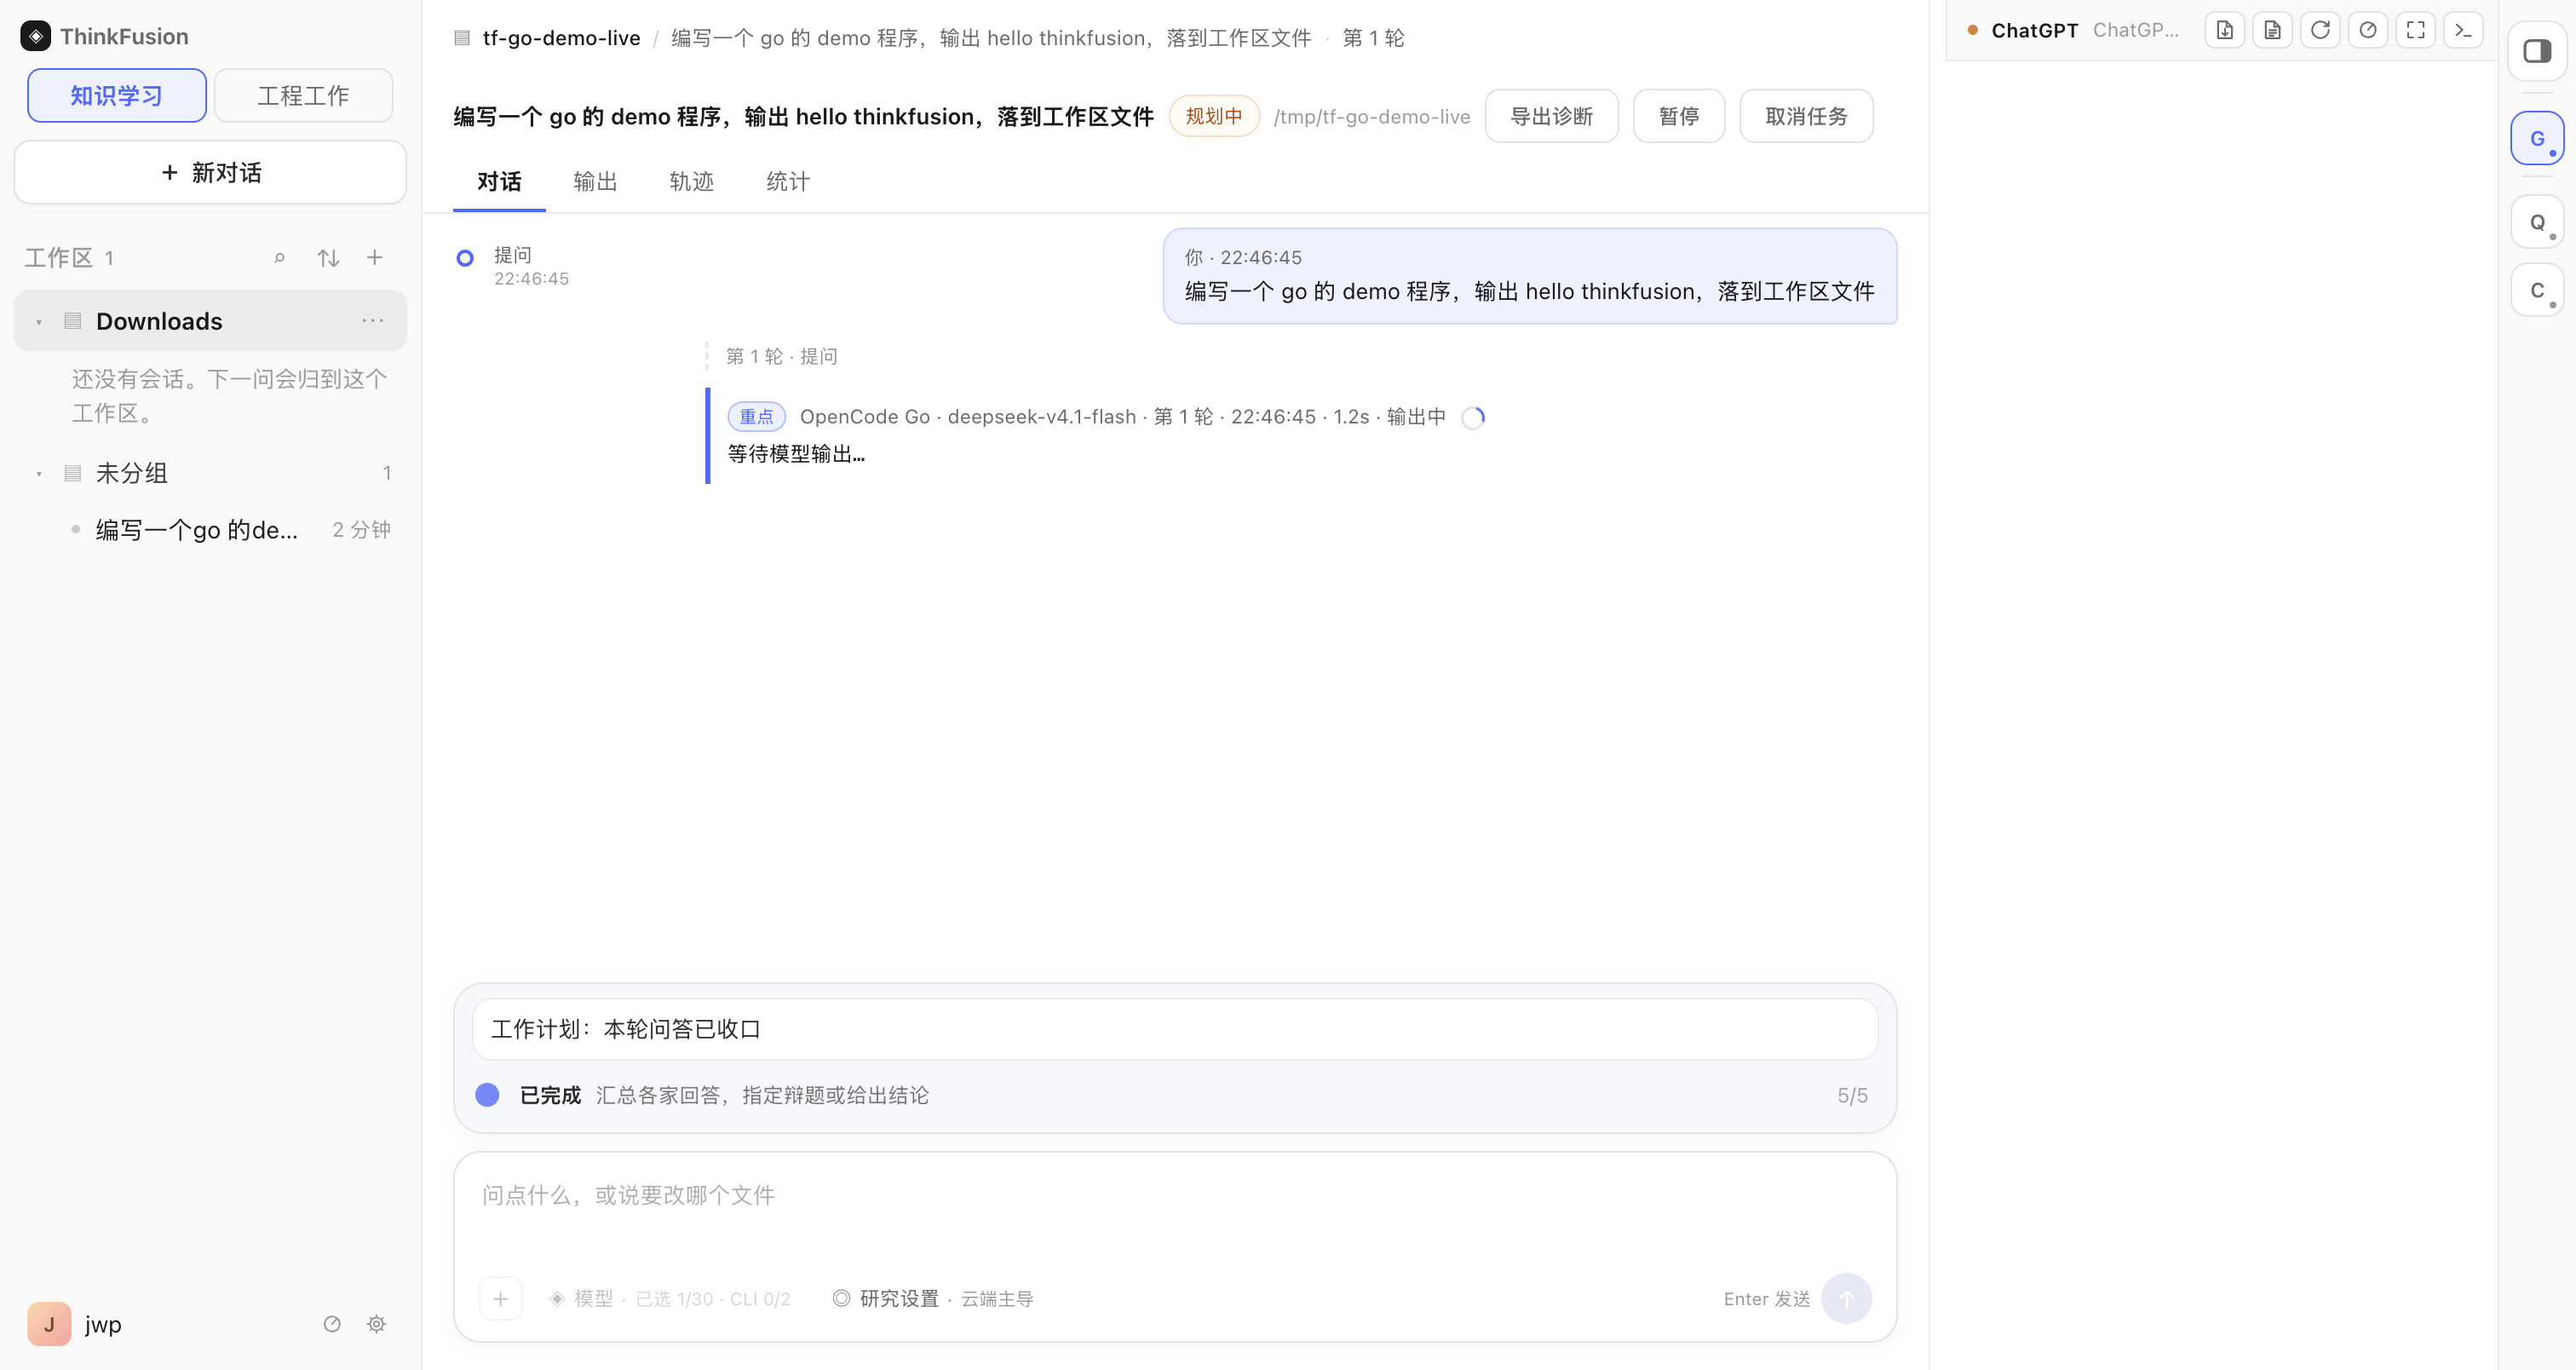 ThinkFusion
知识学习
工程工作
+ 新对话
工作区 1
Downloads
还没有会话。下一问会归到这个
工作区。
未分组 1
编写一个go 的de... 2 分钟
J jwp
tf-go-demo-live / 编写一个 go 的 demo 程序，输出 hello thinkfusion，落到工作区文件 · 第 1 轮
编写一个 go 的 demo 程序，输出 hello thinkfusion，落到工作区文件 规划中 /tmp/tf-go-demo-live 导出诊断 暂停 取消任务
对话 输出 轨迹 统计
提问
22:46:45
你 · 22:46:45
编写一个 go 的 demo 程序，输出 hello thinkfusion，落到工作区文件
第 1 轮 · 提问
重点 OpenCode Go · deepseek-v4.1-flash · 第 1 轮 · 22:46:45 · 1.2s · 输出中
等待模型输出…
工作计划：本轮问答已收口
已完成 汇总各家回答，指定辩题或给出结论 5/5
问点什么，或说要改哪个文件
+ 模型 · 已选 1/30 · CLI 0/2 研究设置 · 云端主导 Enter 发送
ChatGPT ChatGP...
G
Q
C